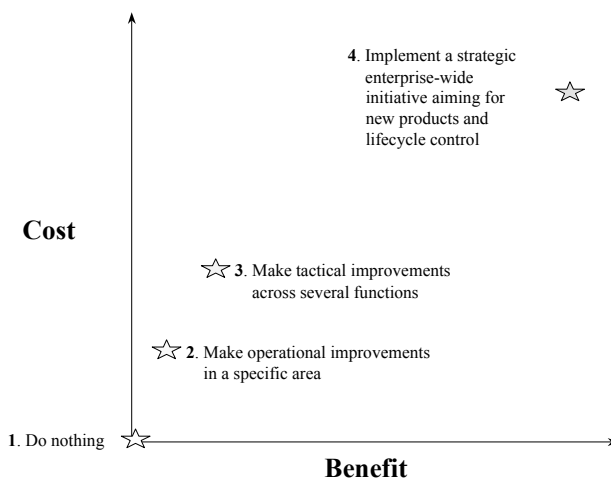 4. Implement a strategic
enterprise-wide
initiative aiming for
new products and
lifecycle control
Cost
3. Make tactical improvements
across several functions
2. Make operational improvements
in a specific area
1. Do nothing
Benefit